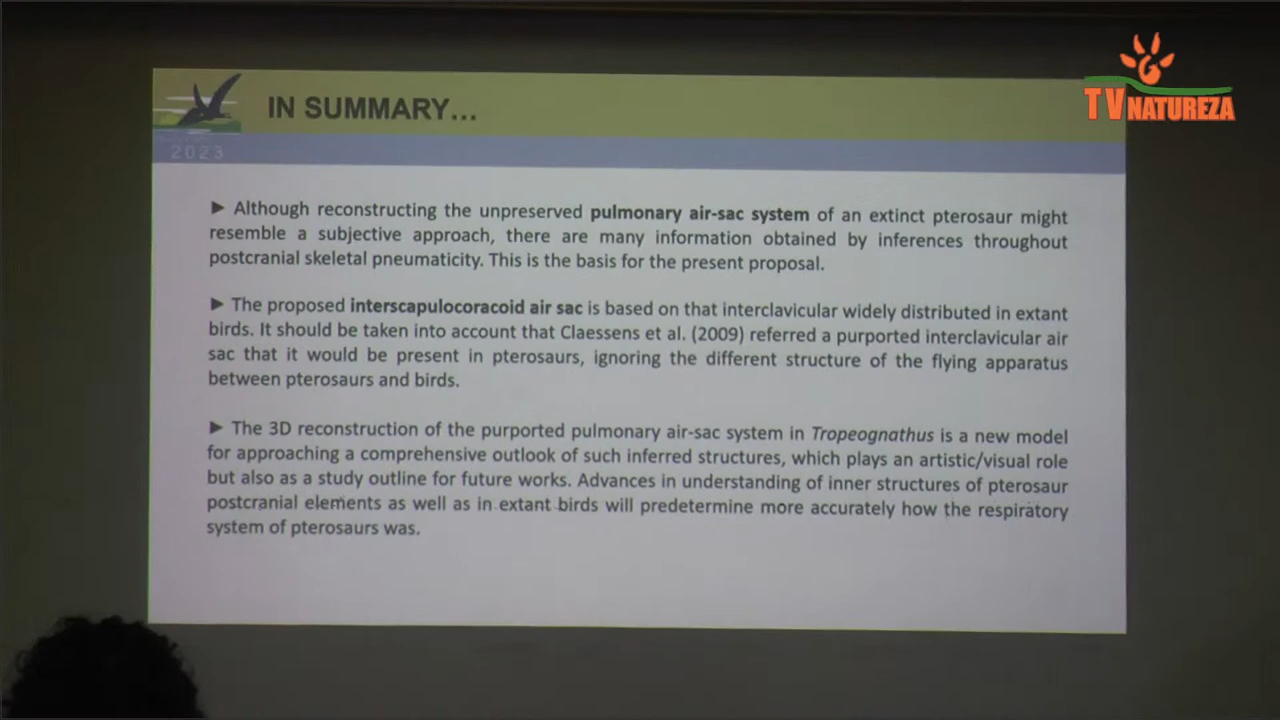 TV NATUREZA
IN SUMMARY...
2023
► Although reconstructing the unpreserved pulmonary air-sac system of an extinct pterosaur might
resemble a subjective approach, there are many information obtained by inferences throughout
postcranial skeletal pneumaticity. This is the basis for the present proposal.
► The proposed interscapulocoracoid air sac is based on that interclavicular widely distributed in extant
birds. It should be taken into account that Claessens et al. (2009) referred a purported interclavicular air
sac that it would be present in pterosaurs, ignoring the different structure of the flying apparatus
between pterosaurs and birds.
► The 3D reconstruction of the purported pulmonary air-sac system in Tropeognathus is a new model
for approaching a comprehensive outlook of such inferred structures, which plays an artistic/visual role
but also as a study outline for future works. Advances in understanding of inner structures of pterosaur
postcranial elements as well as in extant birds will predetermine more accurately how the respiratory
system of pterosaurs was.